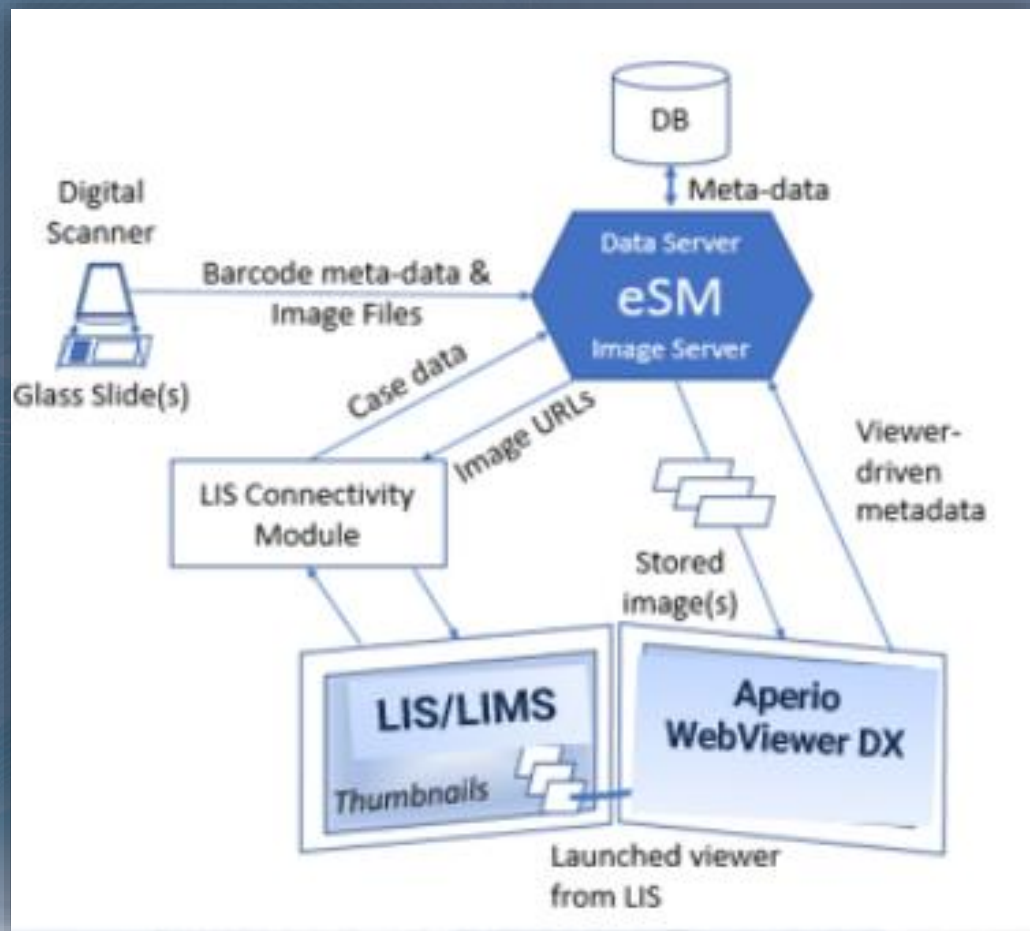 DB
Meta-data
Digital
Scanner
Barcode meta-data &
Image Files
Glass Slide(s)
Data Server
eSM
Image Server
Case data
Image URLs
LIS Connectivity
Module
Viewer-
driven
metadata
Stored
image(s)
LIS/LIMS
Thumbnails
Aperio
WebViewer DX
Launched viewer
from LIS